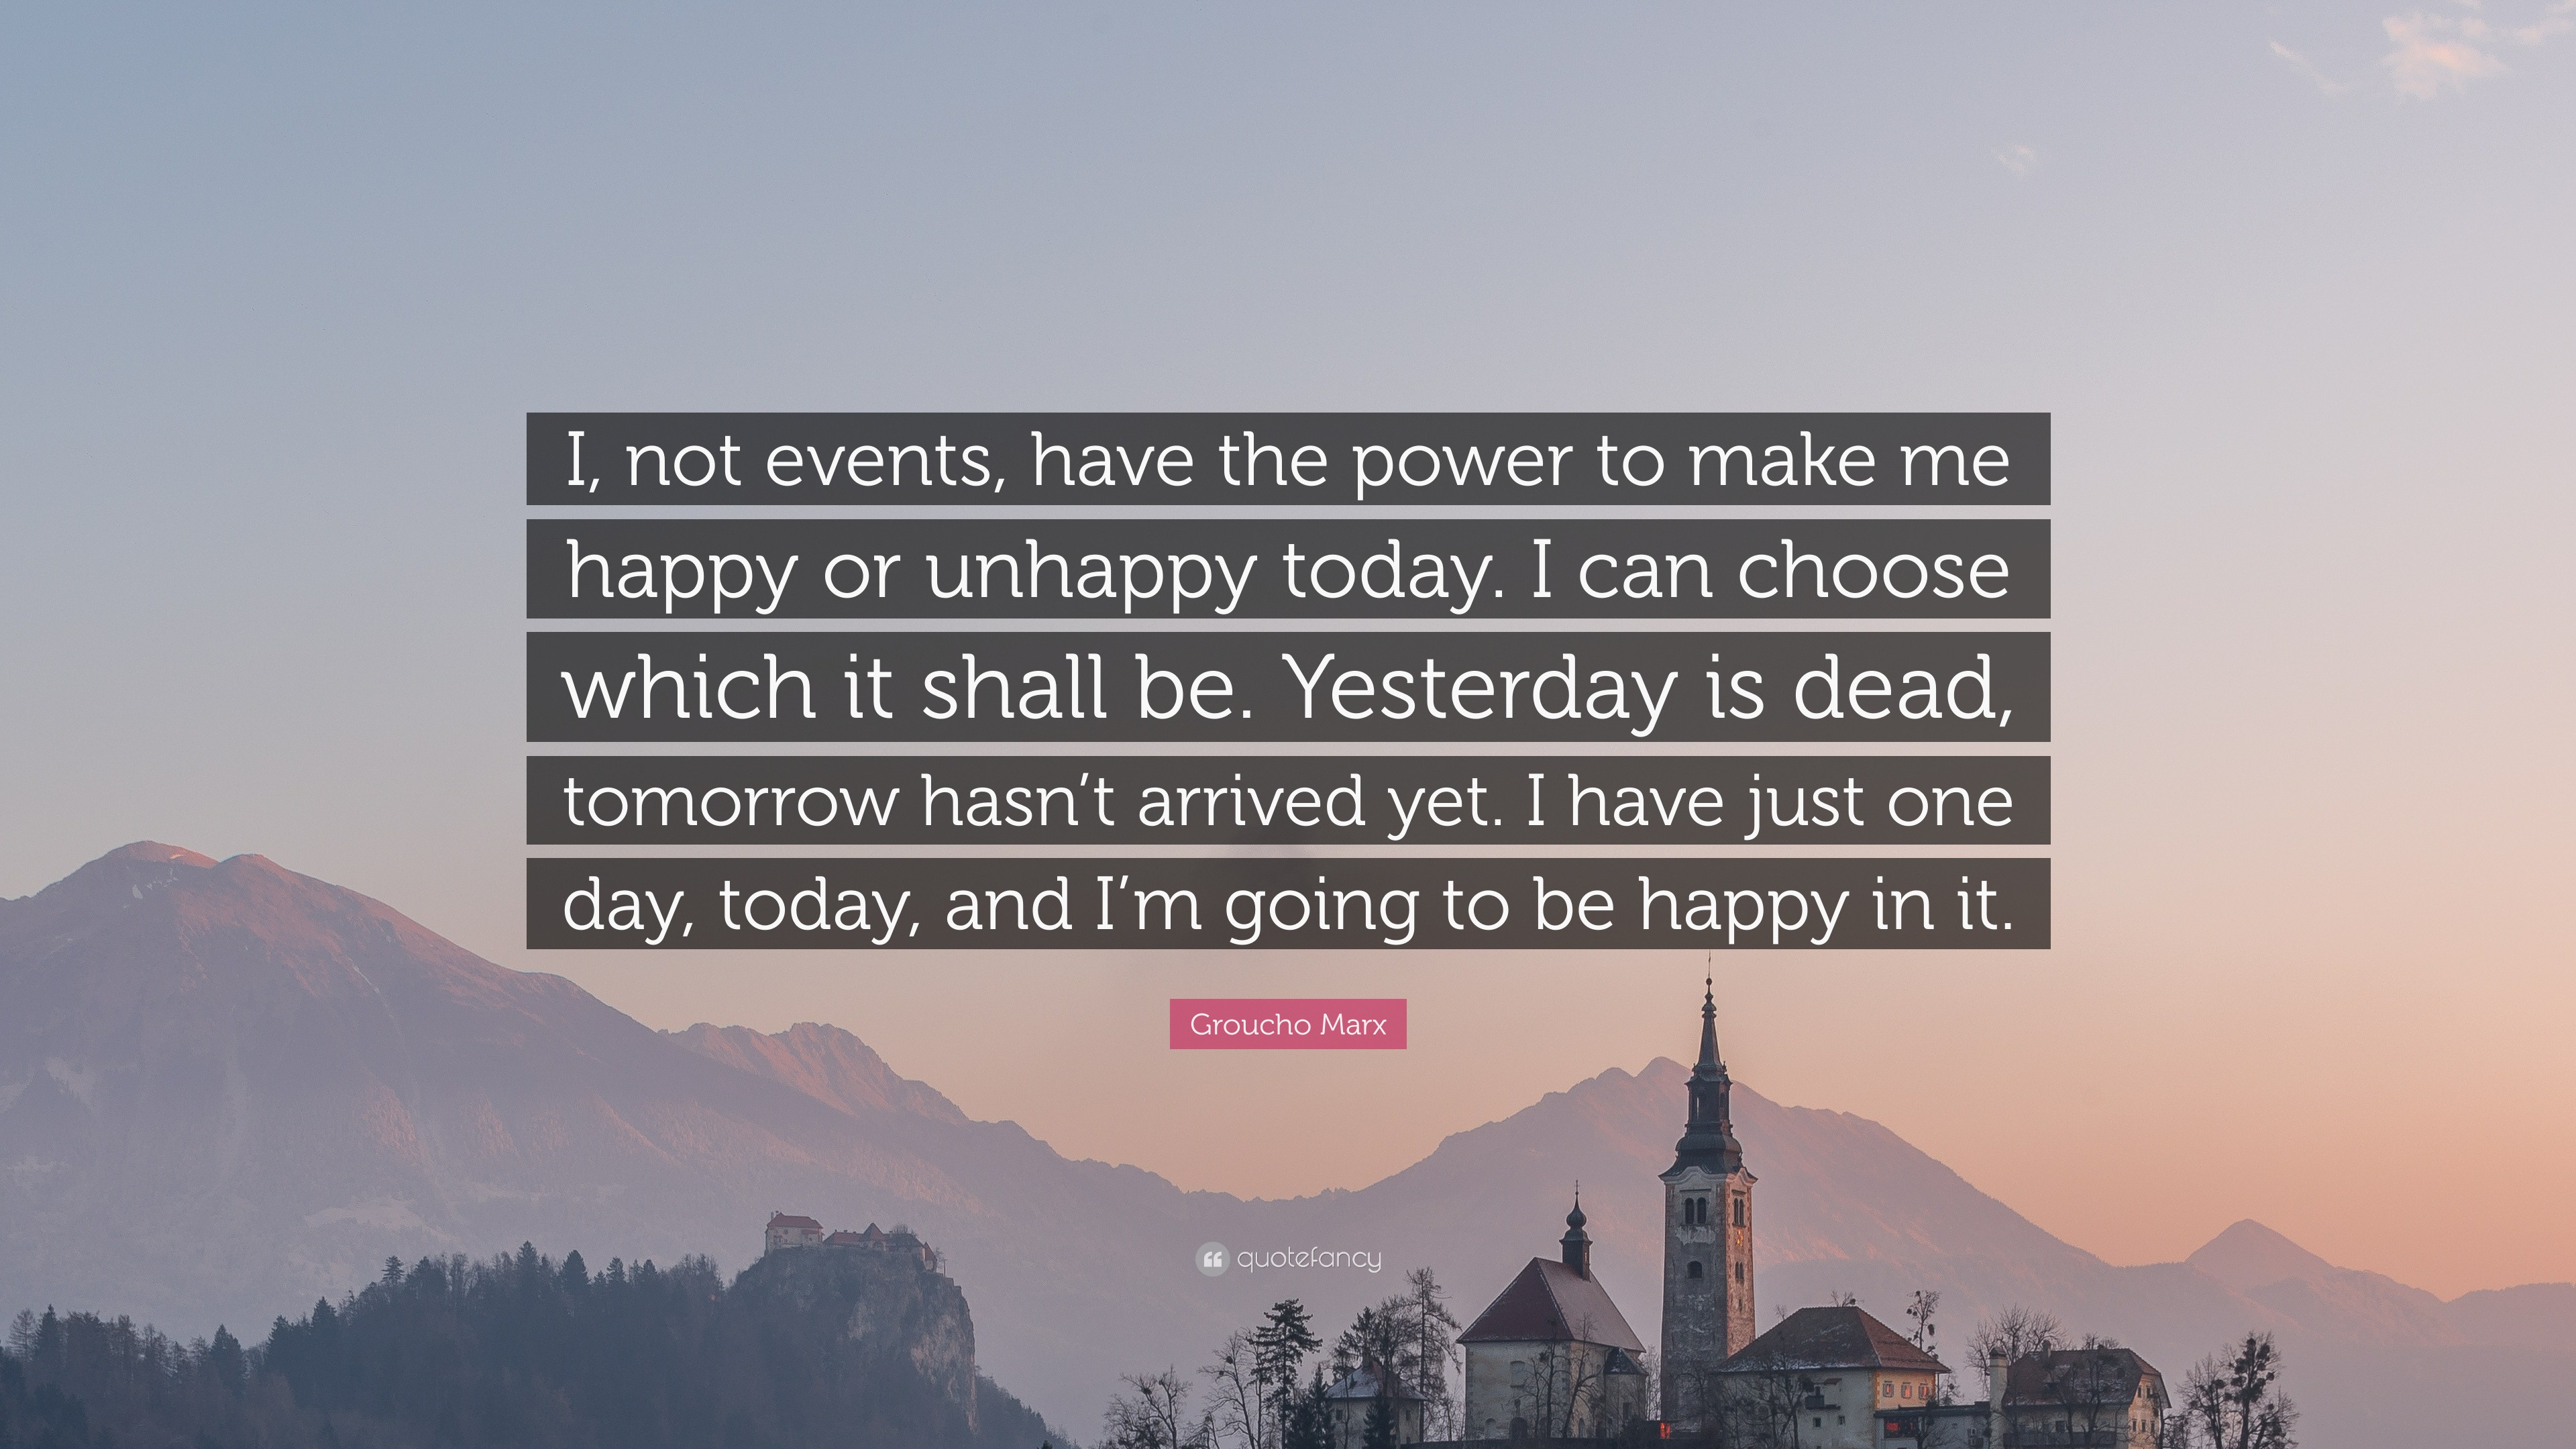 I, not events, have the power to make me
happy or unhappy today. I can choose
which it shall be. Yesterday is dead,
tomorrow hasn’t arrived yet. I have just one
day, today, and I’m going to be happy in it.
Groucho Marx
quotefancy